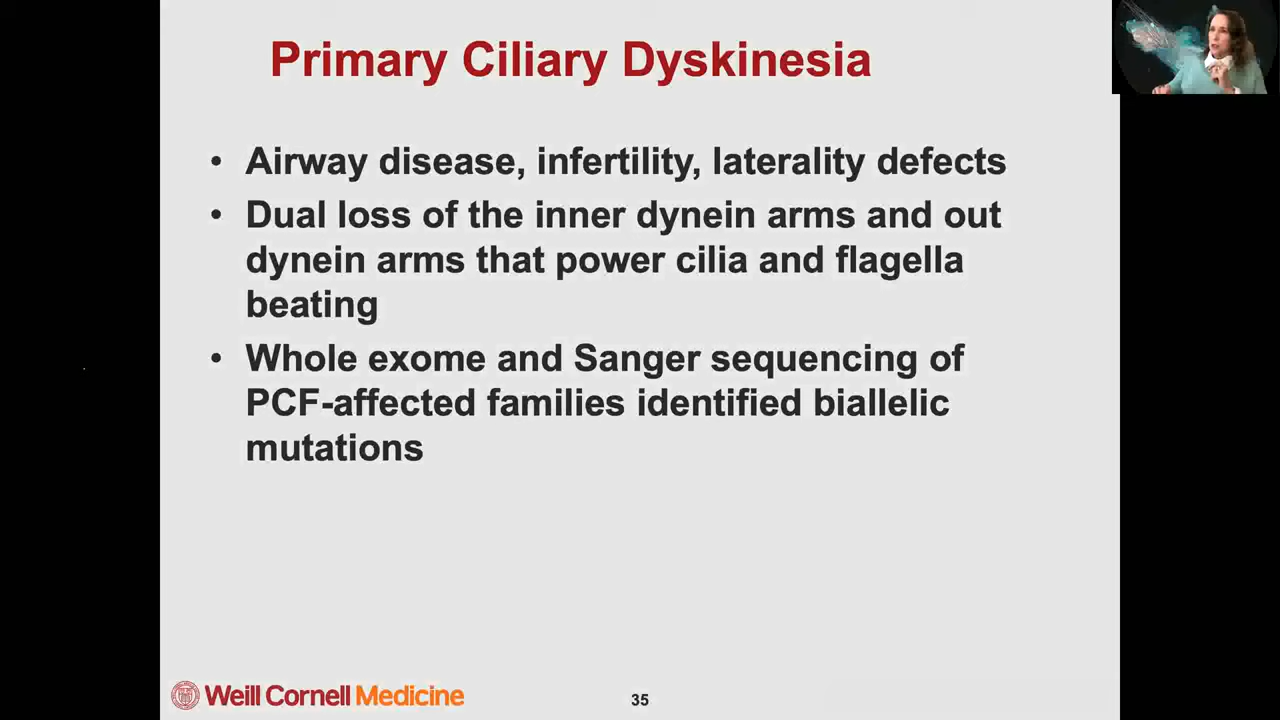 Primary Ciliary Dyskinesia
• Airway disease, infertility, laterality defects
• Dual loss of the inner dynein arms and out
dynein arms that power cilia and flagella
beating
• Whole exome and Sanger sequencing of
PCF-affected families identified biallelic
mutations
Weill Cornell Medicine
35